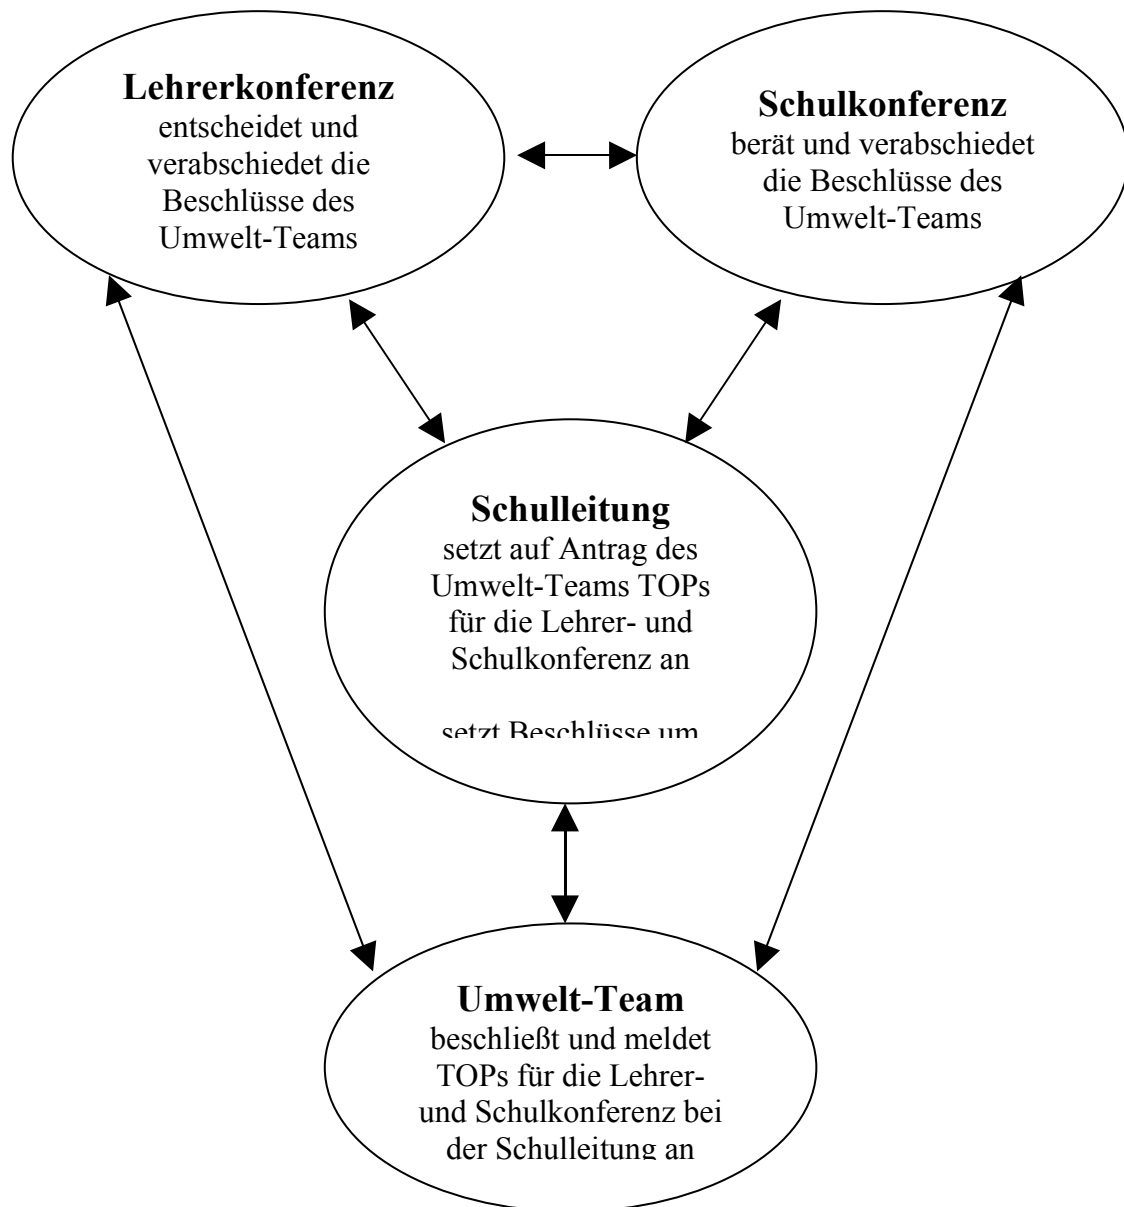 Lehrerkonferenz
entscheidet und
verabschiedet die
Beschlüsse des
Umwelt-Teams
Schulkonferenz
berät und verabschiedet
die Beschlüsse des
Umwelt-Teams
Schulleitung
setzt auf Antrag des
Umwelt-Teams TOPs
für die Lehrer- und
Schulkonferenz an
setzt Beschlüsse um
Umwelt-Team
beschließt und meldet
TOPs für die Lehrer-
und Schulkonferenz bei
der Schulleitung an